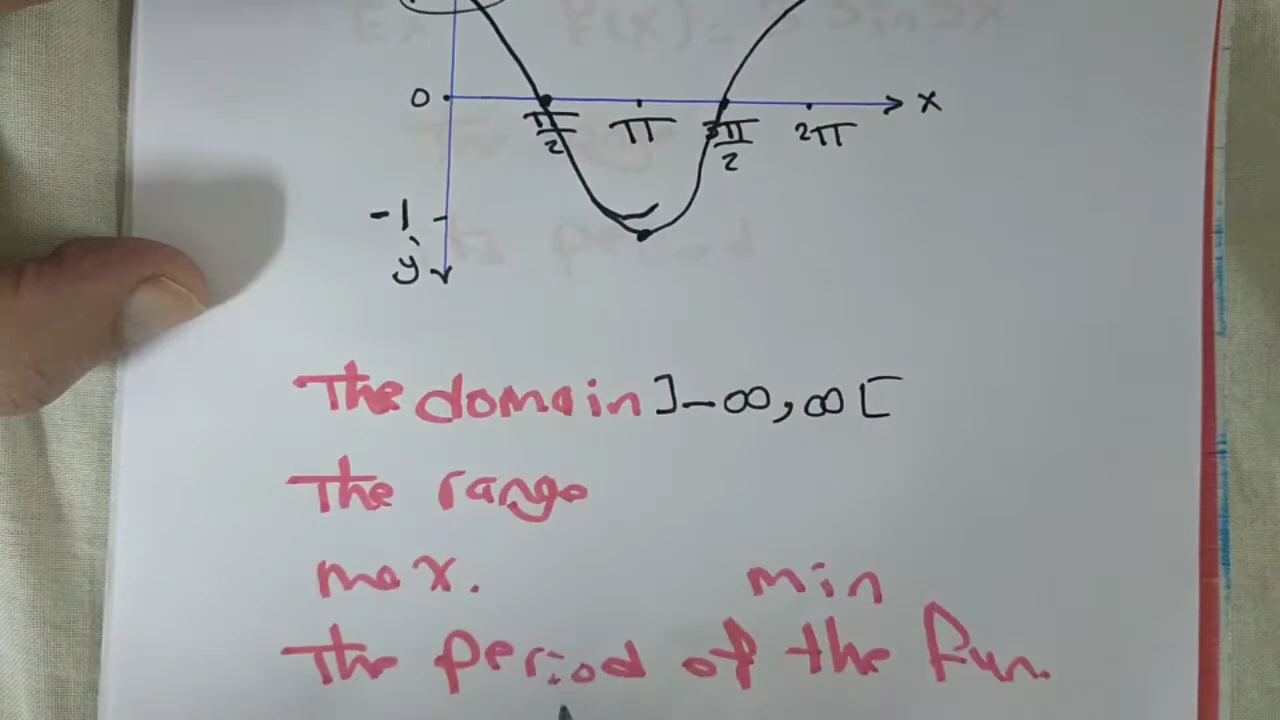 0 π/2 π 3π/2 2π x
-1
y
The domain ]-∞, ∞[
The range
max. min
The period of the fun.